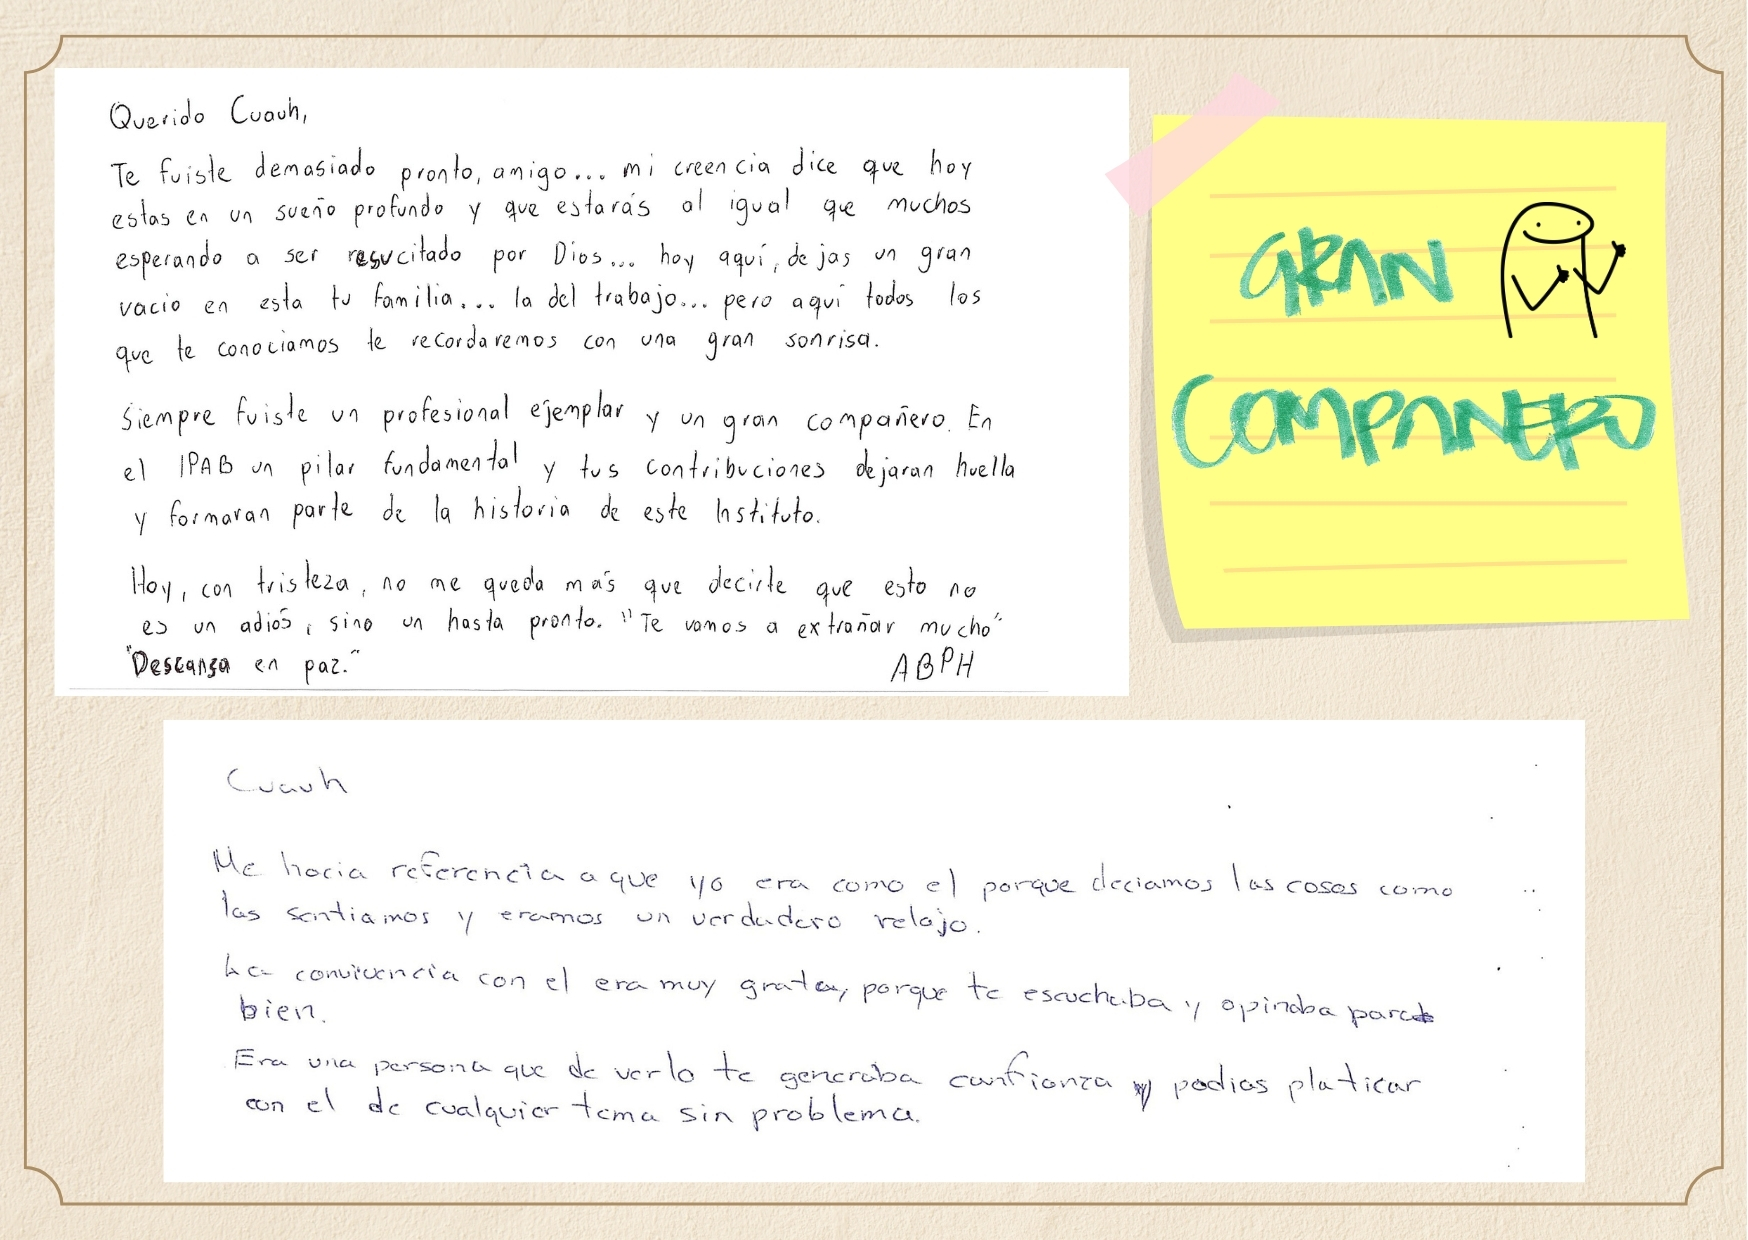 Querido Cuauh,
Te fuiste demasiado pronto, amigo... mi creencia dice que hoy
estas en un sueño profundo y que estarás al igual que muchos
esperando a ser resucitado por Dios... hoy aquí, dejas un gran
vacio en esta tu familia... la del trabajo... pero aquí todos los
que te conociamos te recordaremos con una gran sonrisa.
Siempre fuiste un profesional ejemplar y un gran compañero. En
el IPAB un pilar fundamental y tus contribuciones dejaran huella
y formaran parte de la historia de este Instituto.
Hoy, con tristeza, no me queda más que decirte que esto no
es un adiós, sino un hasta pronto. "Te vamos a extrañar mucho"
"Descansa en paz."
ABPH
GRAN
COMPANERO
Cuauh
Me hacia referencia a que yo era como el porque deciamos las cosas como
las sentiamos y eramos un verdadero relajo.
La convivencia con el era muy grata, porque te escuchaba y opinaba para
bien.
Era una persona que de verlo te generaba confianza y podias platicar
con el de cualquier tema sin problema.